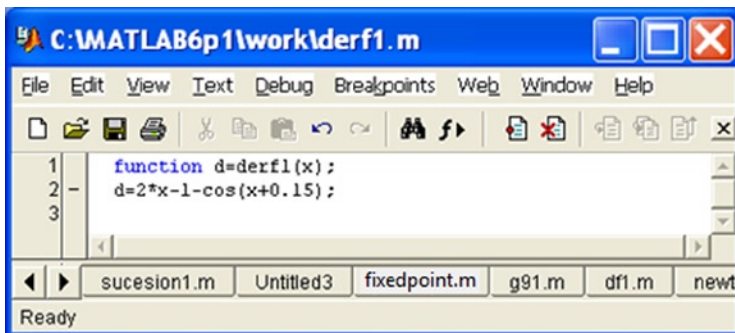 C:\MATLAB6p1\work\derf1.m
File Edit View Text Debug Breakpoints Web Window Help
1 function d=derf1(x);
2 - d=2*x-1-cos(x+0.15);
3
sucesion1.m Untitled3 fixedpoint.m g91.m df1.m newt
Ready